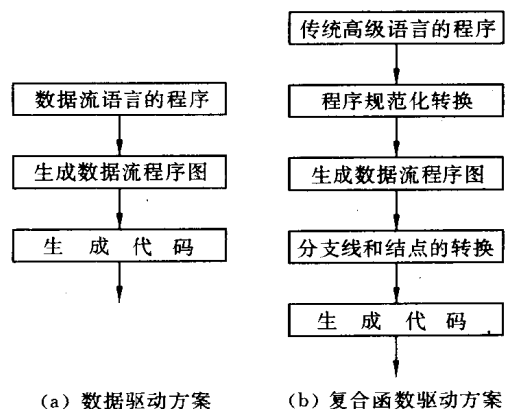 数据流语言的程序
生成数据流程序图
生成代码
(a) 数据驱动方案
传统高级语言的程序
程序规范化转换
生成数据流程序图
分支线和结点的转换
生成代码
(b) 复合函数驱动方案